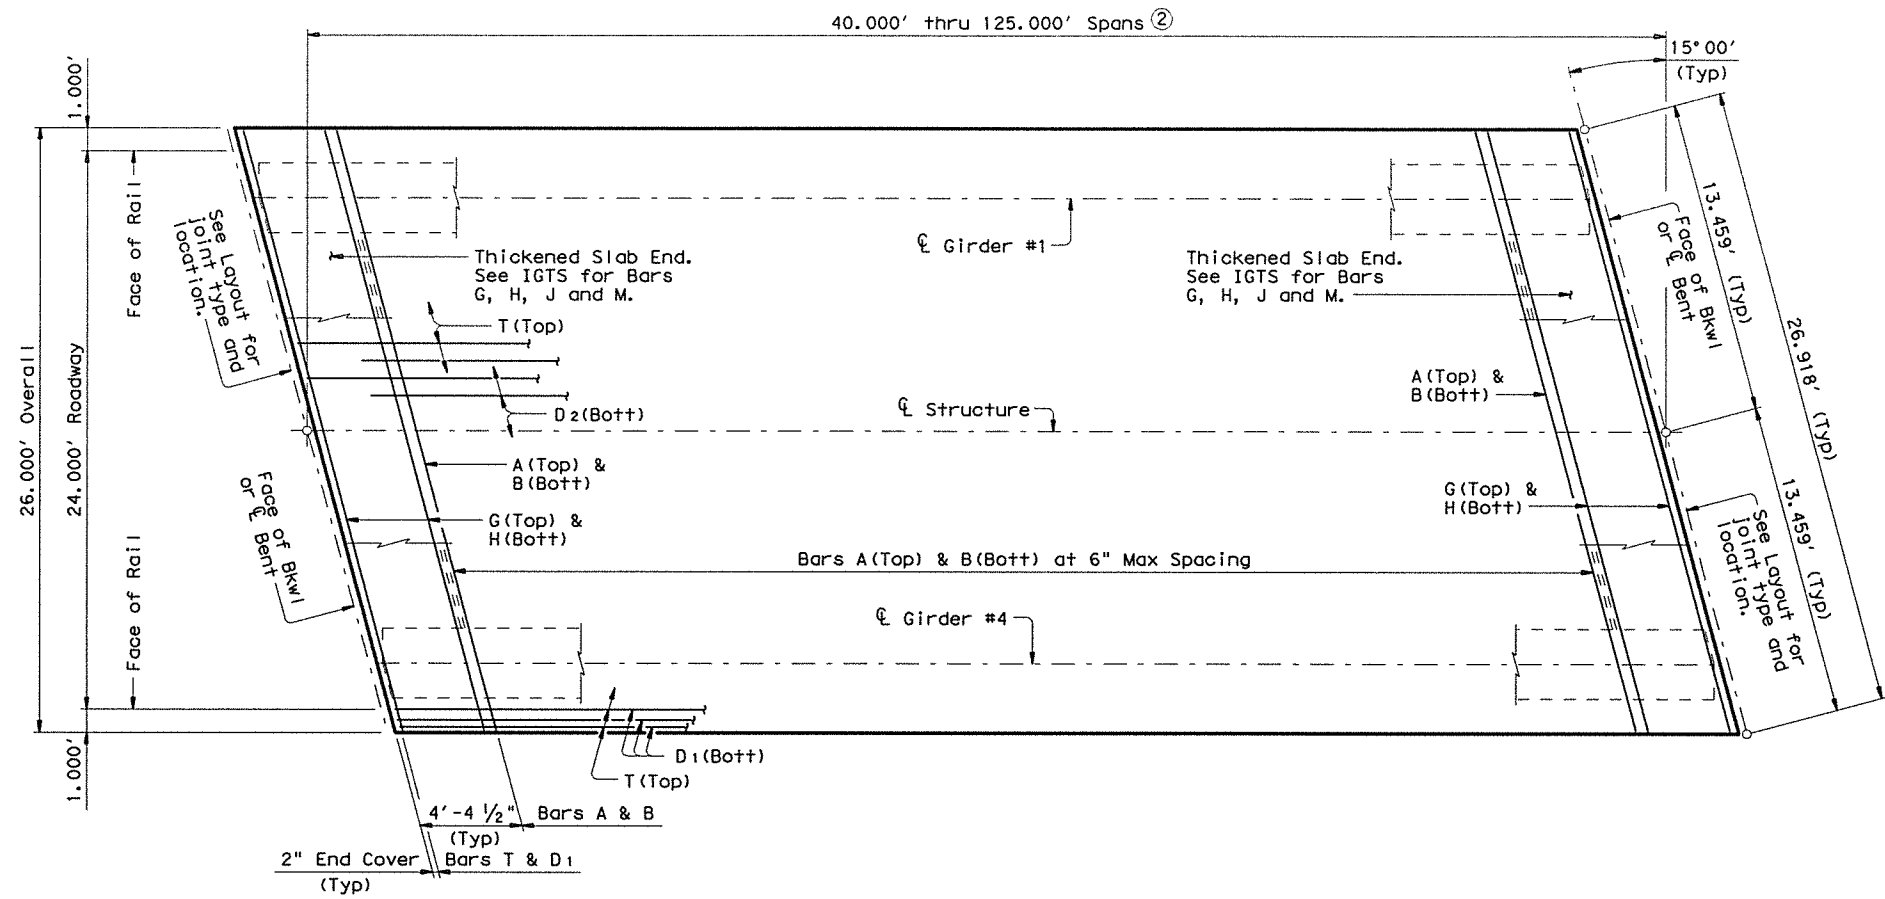 40.000' thru 125.000' Spans ②
15°00'
(Typ)
1.000'
26.000' Overall
24.000' Roadway
Face of Rail
Face of Rail
1.000'
See Layout for
joint type and
location.
Face of Bkwl
or ℄ Bent
Thickened Slab End.
See IGTS for Bars
G, H, J and M.
T(Top)
D2(Bott)
A(Top) &
B(Bott)
G(Top) &
H(Bott)
℄ Girder #1
℄ Structure
Bars A(Top) & B(Bott) at 6" Max Spacing
℄ Girder #4
Thickened Slab End.
See IGTS for Bars
G, H, J and M.
A(Top) &
B(Bott)
G(Top) &
H(Bott)
Face of Bkwl
or ℄ Bent
See Layout for
joint type and
location.
13.459' (Typ)
13.459' (Typ)
26.918' (Typ)
D1(Bott)
T(Top)
4'-4 1/2"
(Typ)
Bars A & B
2" End Cover
(Typ)
Bars T & D1